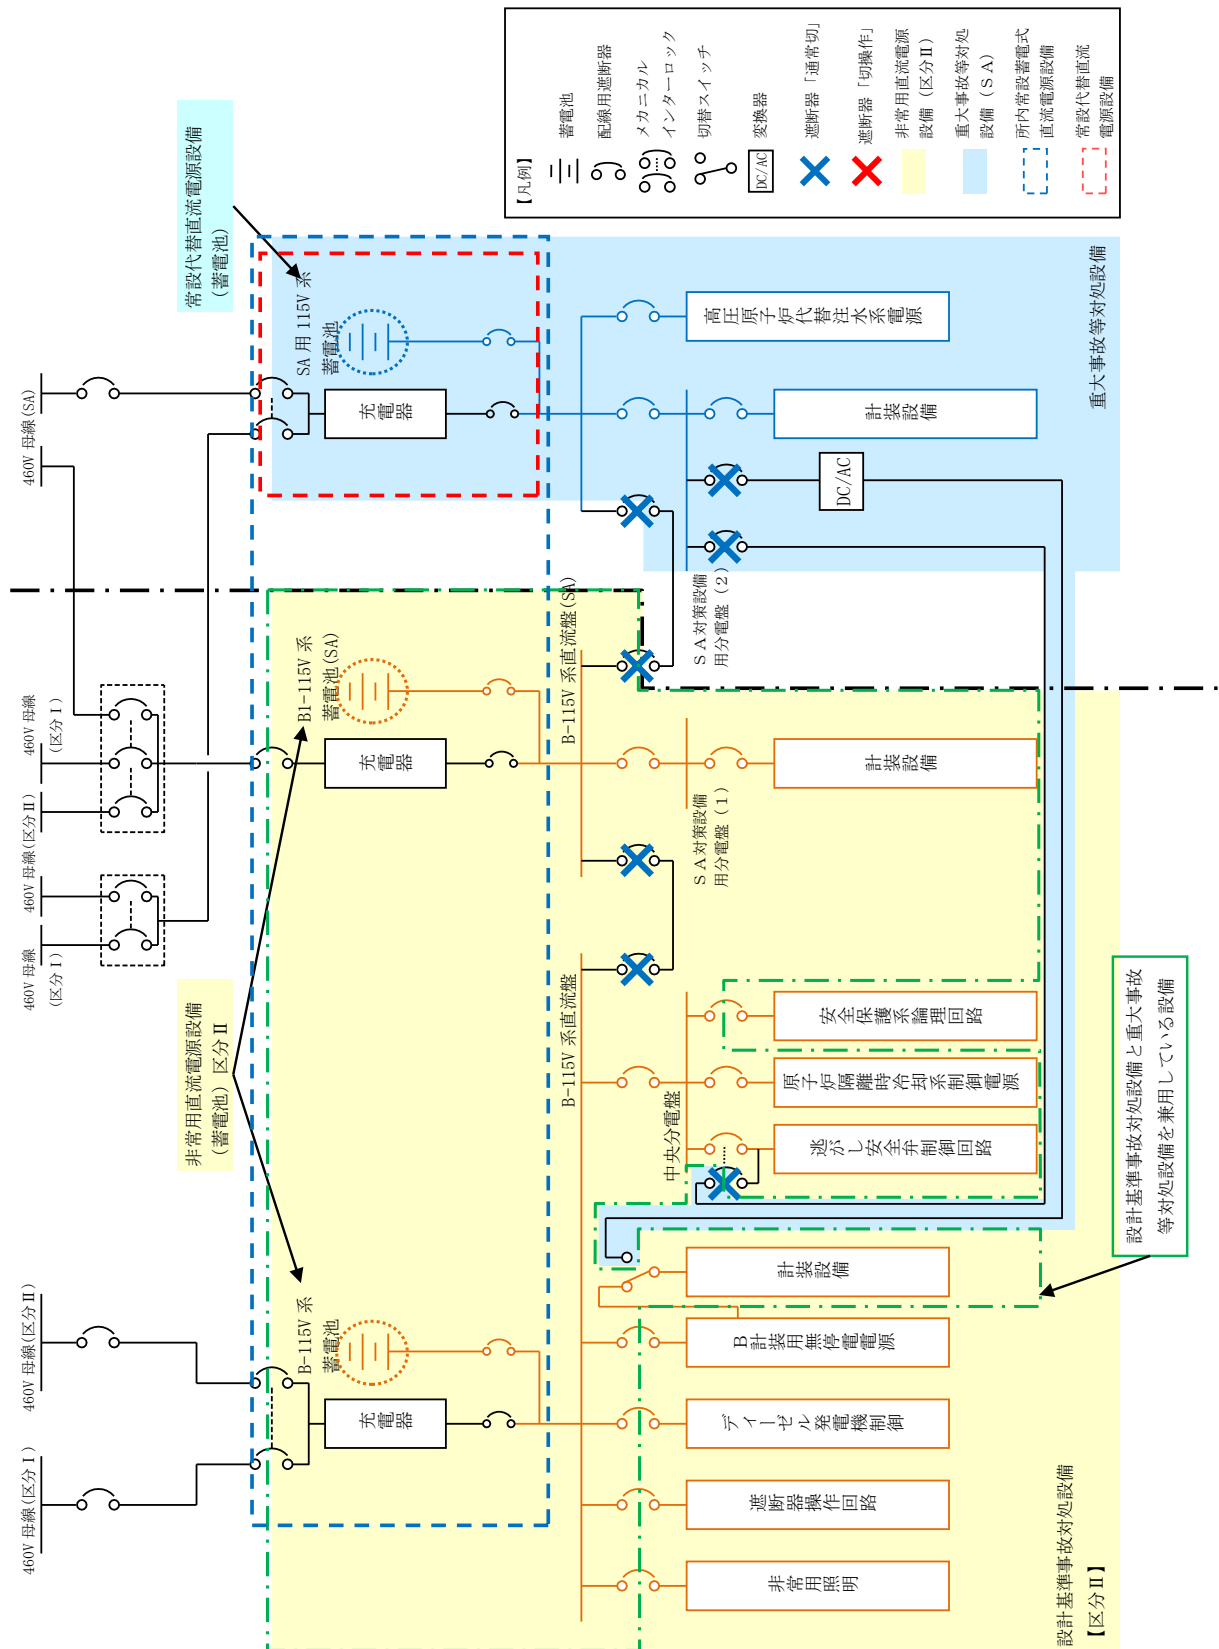 460V 母線(区分Ⅰ)
460V 母線(区分Ⅱ)
460V 母線
(区分Ⅰ)
460V 母線(区分Ⅱ)
460V 母線
(区分Ⅰ)
460V 母線(SA)
非常用直流電源設備
(蓄電池) 区分Ⅱ
常設代替直流電源設備
(蓄電池)
B-115V 系
蓄電池
充電器
B1-115V 系
蓄電池(SA)
充電器
SA 用 115V 系
蓄電池
充電器
B-115V 系直流盤
B-115V 系直流盤(SA)
中央分電盤
SA対策設備
用分電盤(1)
SA対策設備
用分電盤(2)
非常用照明
遮断器操作回路
ディーゼル発電機制御
B計装用無停電電源
計装設備
逃がし安全弁制御回路
原子炉隔離時冷却系制御電源
安全保護系論理回路
計装設備
DC/AC
計装設備
高圧原子炉代替注水系電源
設計基準事故対処設備
【区分Ⅱ】
重大事故等対処設備
設計基準事故対処設備と重大事故
等対処設備を兼用している設備
【凡例】
蓄電池
配線用遮断器
メカニカル
インターロック
切替スイッチ
DC/AC
変換器
遮断器「通常切」
遮断器「切操作」
非常用直流電源
設備(区分Ⅱ)
重大事故等対処
設備(SA)
所内常設蓄電式
直流電源設備
常設代替直流
電源設備